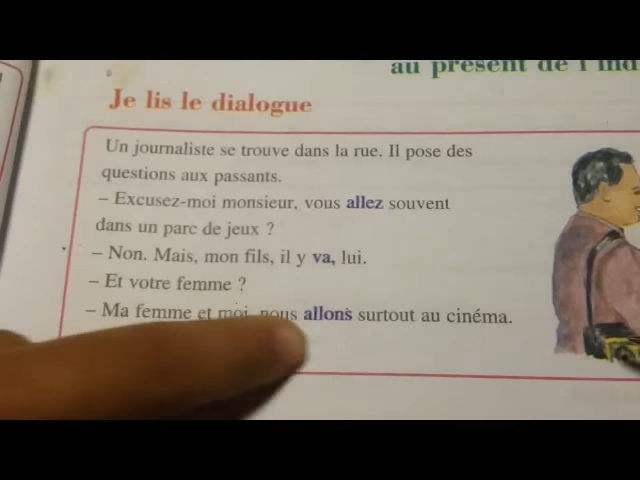 au présent de l'ind
Je lis le dialogue
Un journaliste se trouve dans la rue. Il pose des
questions aux passants.
– Excusez-moi monsieur, vous allez souvent
dans un parc de jeux ?
– Non. Mais, mon fils, il y va, lui.
– Et votre femme ?
– Ma femme et moi, nous allons surtout au cinéma.